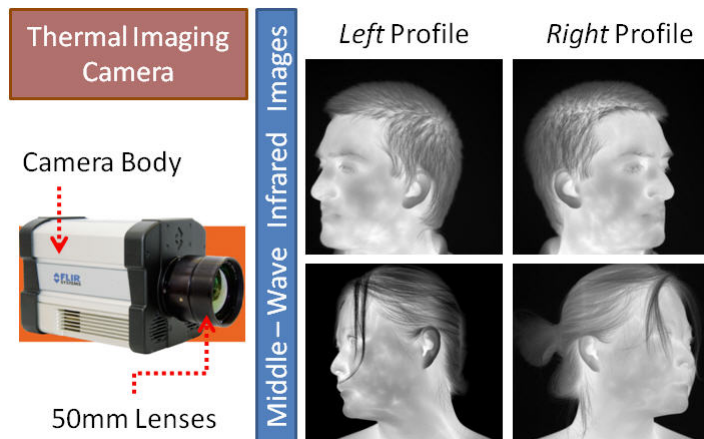 Thermal Imaging
Camera
Camera Body
FLIR
SYSTEMS
50mm Lenses
Middle – Wave Infrared Images
Left Profile
Right Profile